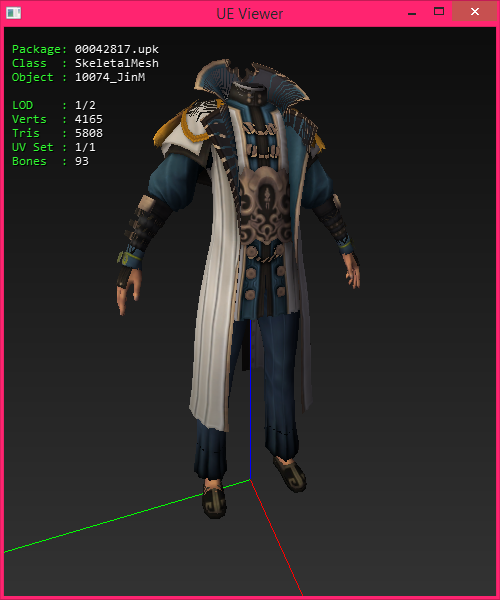 UE Viewer
Package: 00042817.upk
Class  : SkeletalMesh
Object : 10074_JinM
LOD    : 1/2
Verts  : 4165
Tris   : 5808
UV Set : 1/1
Bones  : 93